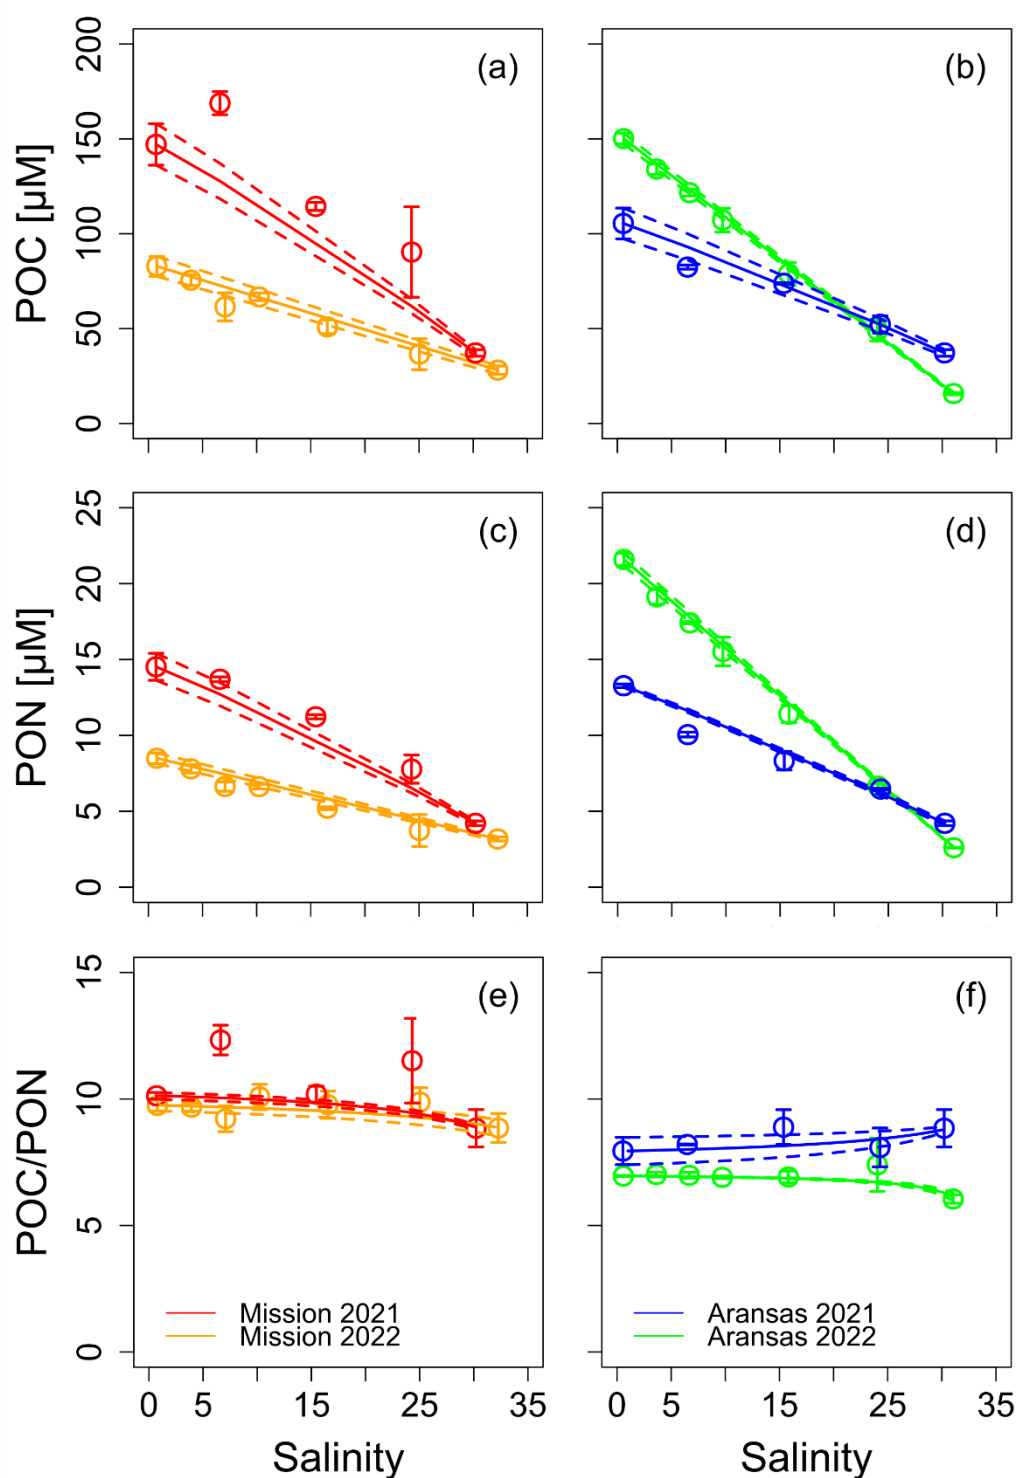 (a)
(b)
POC [µM]
0
50
100
150
200
(c)
(d)
PON [µM]
0
5
10
15
20
25
(e)
(f)
POC/PON
0
5
10
15
Mission 2021
Mission 2022
Aransas 2021
Aransas 2022
0 5 15 25 35
0 5 15 25 35
Salinity
Salinity